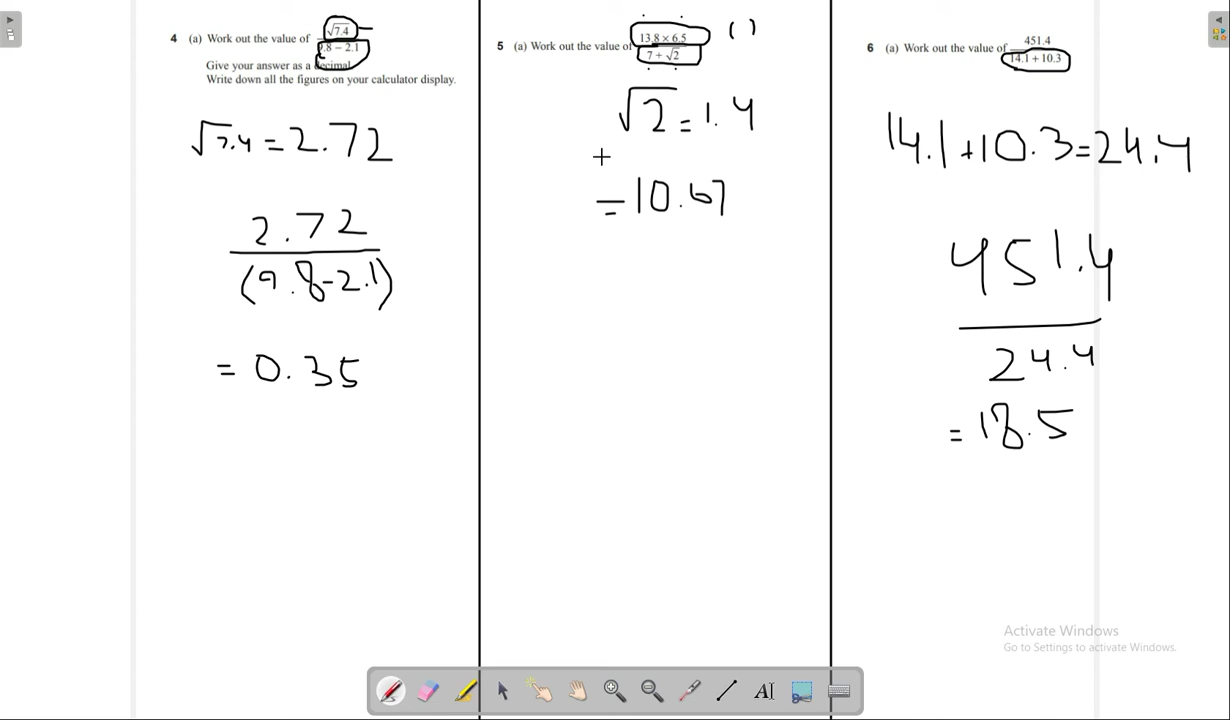 4 (a) Work out the value of √7.4
9.8 − 2.1
Give your answer as a decimal.
Write down all the figures on your calculator display.
√7.4 = 2.72
2.72
(9.8-2.1)
= 0.35
5 (a) Work out the value of 13.8 × 6.5
7 + √2
( )
√2 = 1.4
= 10.67
6 (a) Work out the value of 451.4
14.1 + 10.3
14.1+10.3=24.4
451.4
24.4
= 18.5
Activate Windows
Go to Settings to activate Windows.
AI